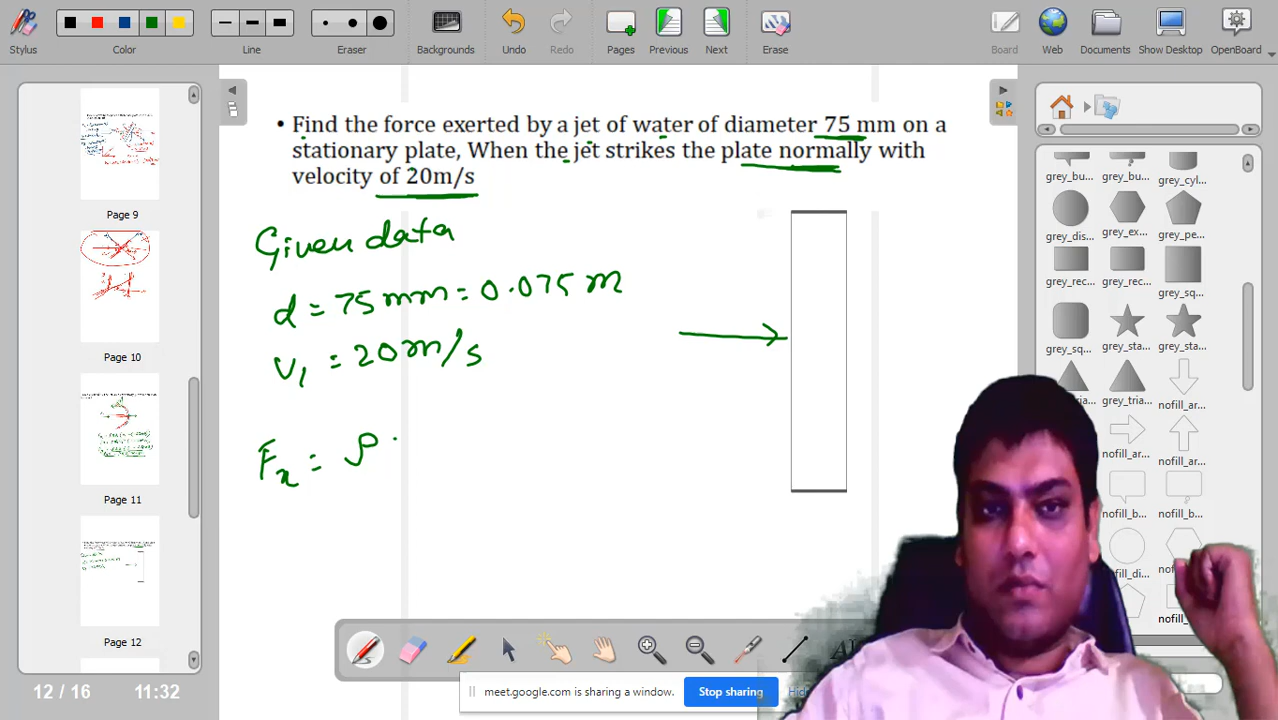 Stylus
Color
Line
Eraser
Backgrounds
Undo
Redo
Pages
Previous
Next
Erase
Board
Web
Documents
Show Desktop
OpenBoard
Page 9
Page 10
Page 11
Page 12
12 / 16
11:32
• Find the force exerted by a jet of water of diameter 75 mm on a
stationary plate, When the jet strikes the plate normally with
velocity of 20m/s
Given data
d = 75 mm = 0.075 m
V1 = 20 m/s
Fx = ρ ·
grey_bu...
grey_bu...
grey_cyl...
grey_dis...
grey_ex...
grey_pe...
grey_rec...
grey_rec...
grey_sq...
grey_sq...
grey_sta...
grey_sta...
grey_tria...
nofill_ar...
nofill_ar...
nofill_ar...
nofill_b...
nofill_b...
nofill_di...
meet.google.com is sharing a window.
Stop sharing